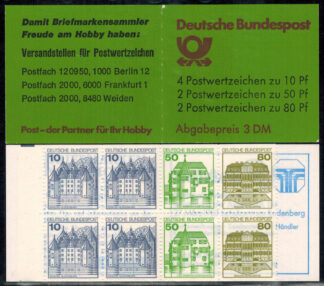 Damit Briefmarkensammler
Freude am Hobby haben:
Versandstellen für Postwertzeichen
Postfach 120950, 1000 Berlin 12
Postfach 2000, 6000 Frankfurt 1
Postfach 2000, 8480 Weiden
Post - der Partner für Ihr Hobby
Deutsche Bundespost
4 Postwertzeichen zu 10 Pf
2 Postwertzeichen zu 50 Pf
2 Postwertzeichen zu 80 Pf
Abgabepreis 3 DM
10 10 50 80
10 10 50 80
Händler